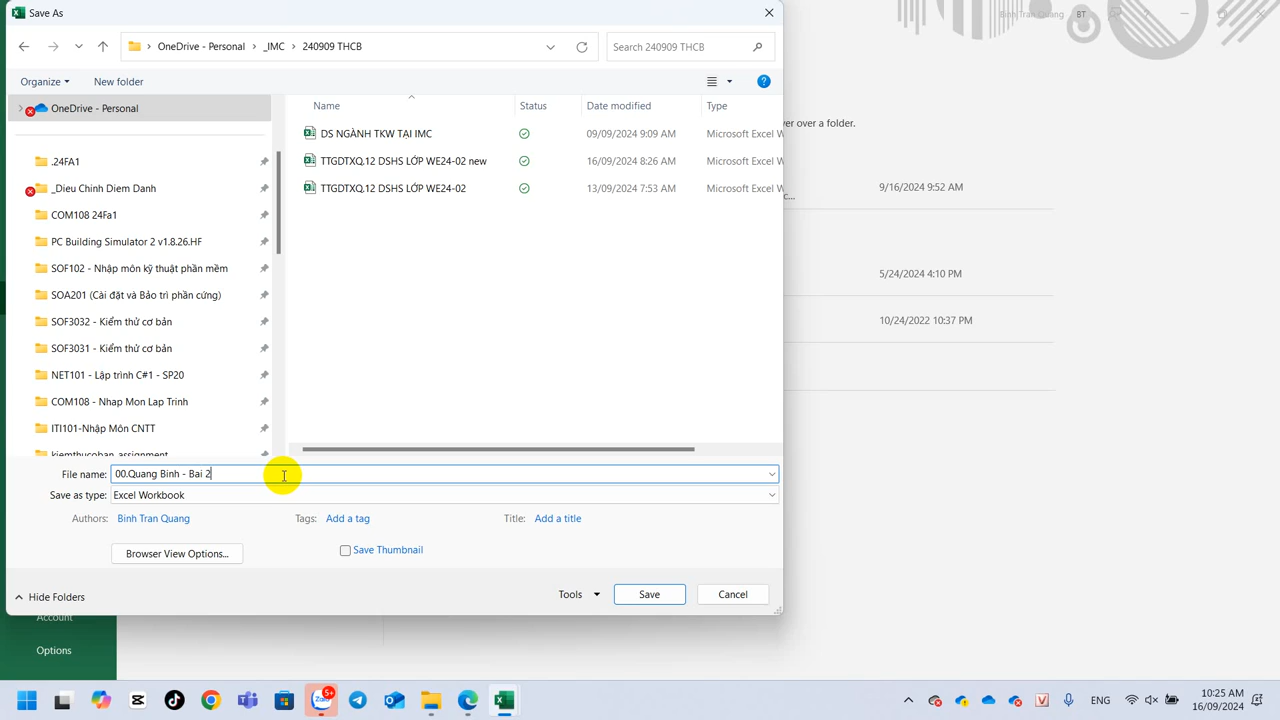 Save As
Binh Tran Quang BT
OneDrive - Personal > _IMC > 240909 THCB
Search 240909 THCB
Organize New folder
OneDrive - Personal
.24FA1
_Dieu Chinh Diem Danh
COM108 24Fa1
PC Building Simulator 2 v1.8.26.HF
SOF102 - Nhập môn kỹ thuật phần mềm
SOA201 (Cài đặt và Bảo trì phần cứng)
SOF3032 - Kiểm thử cơ bản
SOF3031 - Kiểm thử cơ bản
NET101 - Lập trình C#1 - SP20
COM108 - Nhap Mon Lap Trinh
ITI101-Nhập Môn CNTT
kiemthucoban_assignment
Name Status Date modified Type
DS NGÀNH TKW TẠI IMC 09/09/2024 9:09 AM Microsoft Excel W
TTGDTXQ.12 DSHS LỚP WE24-02 new 16/09/2024 8:26 AM Microsoft Excel W
TTGDTXQ.12 DSHS LỚP WE24-02 13/09/2024 7:53 AM Microsoft Excel W
ver over a folder.
9/16/2024 9:52 AM
c...
5/24/2024 4:10 PM
10/24/2022 10:37 PM
File name: 00.Quang Binh - Bai 2
Save as type: Excel Workbook
Authors: Binh Tran Quang Tags: Add a tag Title: Add a title
Save Thumbnail
Browser View Options...
Hide Folders
Tools Save Cancel
Account
Options
Zalo 5+
ENG
10:25 AM
16/09/2024